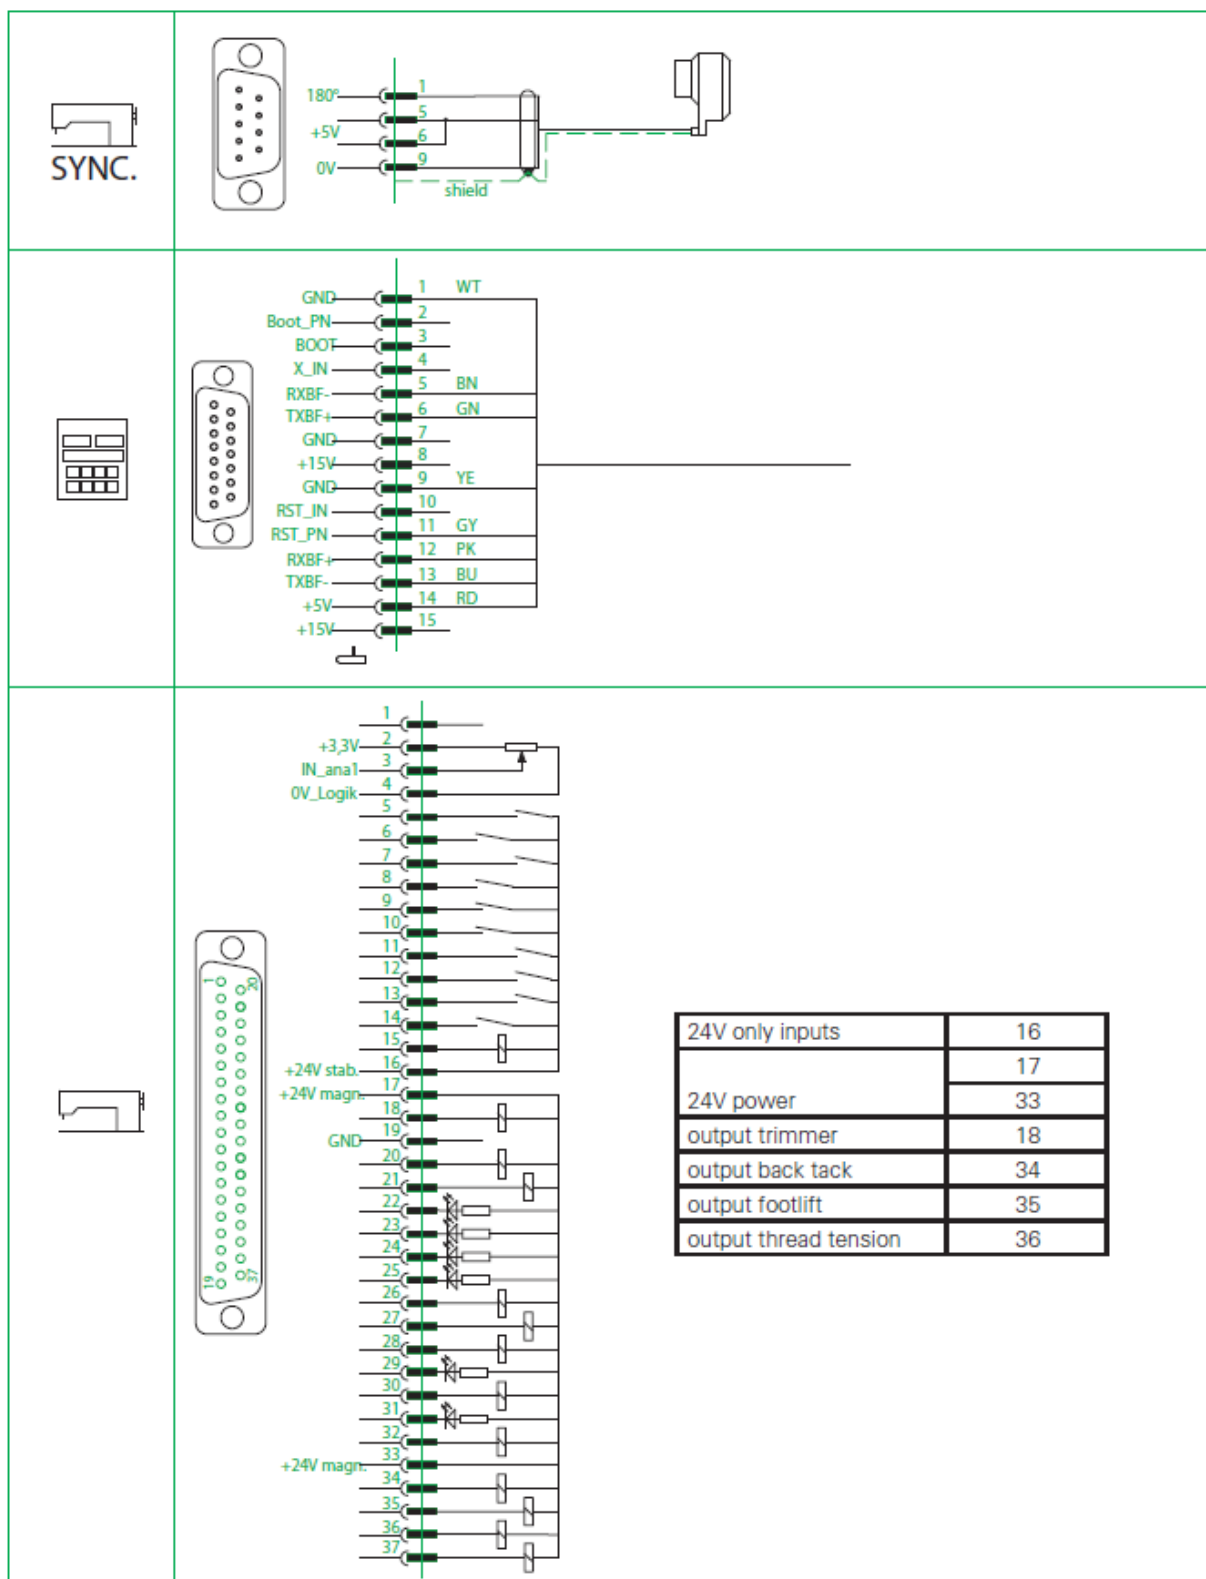 SYNC.
180° 1
5
+5V
6
0V 9
shield
GND 1 WT
Boot_PN 2
BOOT 3
X_IN 4
RXBF- 5 BN
TXBF+ 6 GN
GND 7
+15V 8
GND 9 YE
RST_IN 10
RST_PN 11 GY
RXBF+ 12 PK
TXBF- 13 BU
+5V 14 RD
+15V 15
1
+3,3V 2
IN_ana1 3
0V_Logik 4
5
6
7
8
9
10
11
12
13
14
15
+24V stab. 16
+24V magn. 17
18
GND 19
20
21
22
23
24
25
26
27
28
29
30
31
32
+24V magn. 33
34
35
36
37
1 20
19 37
24V only inputs 16
17
24V power 33
output trimmer 18
output back tack 34
output footlift 35
output thread tension 36